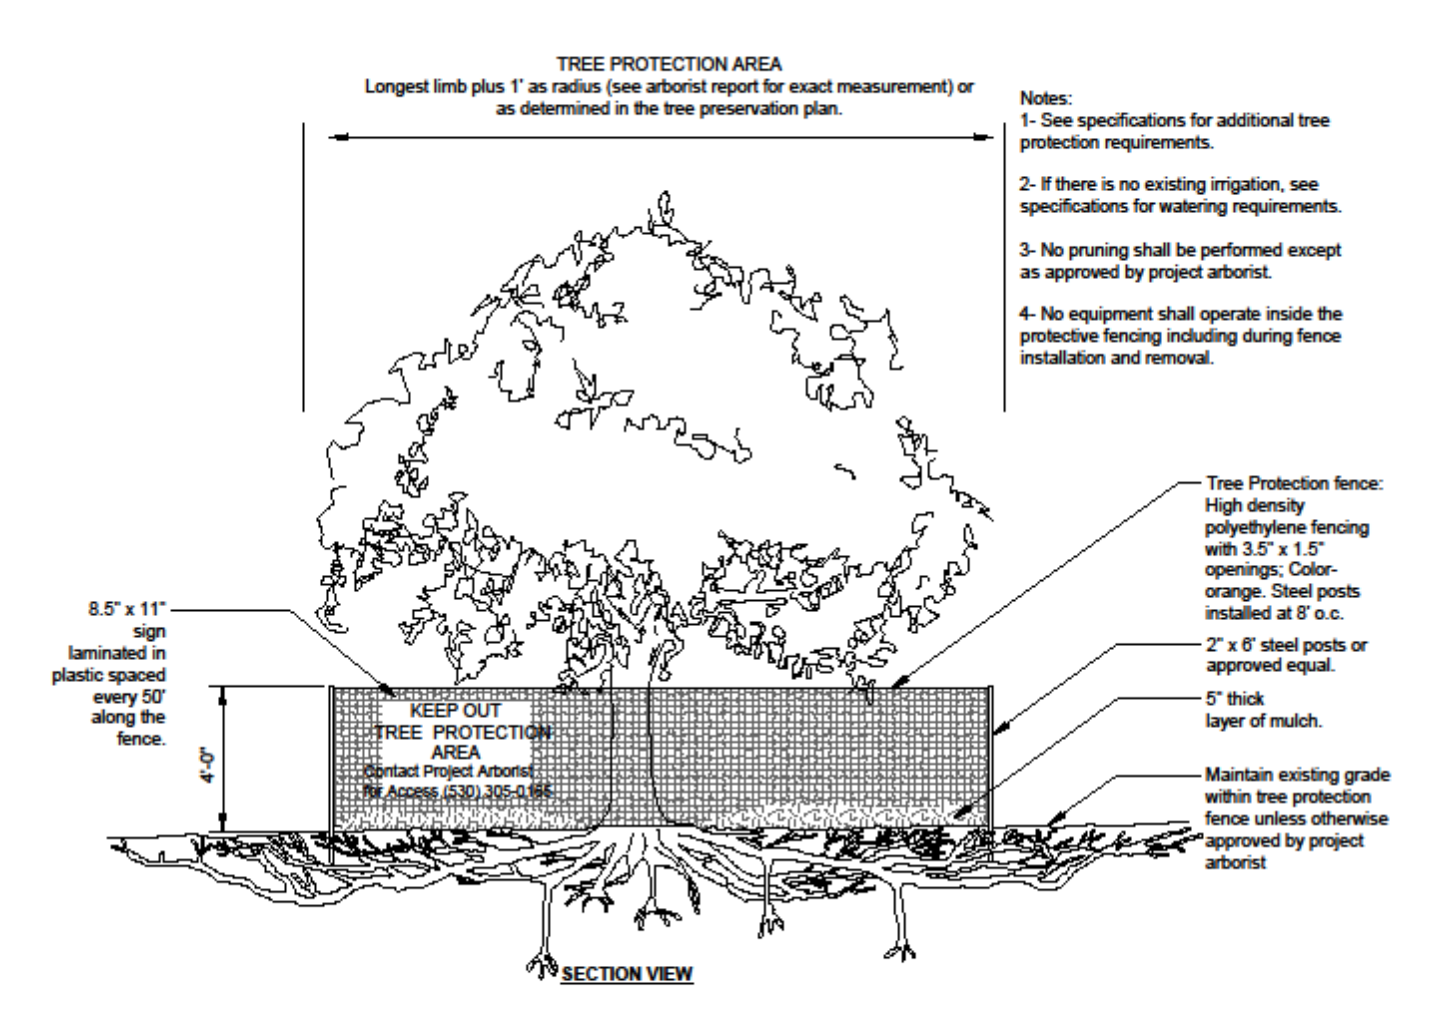 TREE PROTECTION AREA
Longest limb plus 1' as radius (see arborist report for exact measurement) or
as determined in the tree preservation plan.
Notes:
1- See specifications for additional tree
protection requirements.
2- If there is no existing irrigation, see
specifications for watering requirements.
3- No pruning shall be performed except
as approved by project arborist.
4- No equipment shall operate inside the
protective fencing including during fence
installation and removal.
Tree Protection fence:
High density
polyethylene fencing
with 3.5" x 1.5"
openings; Color-
orange. Steel posts
installed at 8' o.c.
2" x 6' steel posts or
approved equal.
5" thick
layer of mulch.
Maintain existing grade
within tree protection
fence unless otherwise
approved by project
arborist
8.5" x 11"
sign
laminated in
plastic spaced
every 50'
along the
fence.
4'-0"
KEEP OUT
TREE PROTECTION
AREA
Contact Project Arborist
for Access (530) 305-0165
SECTION VIEW